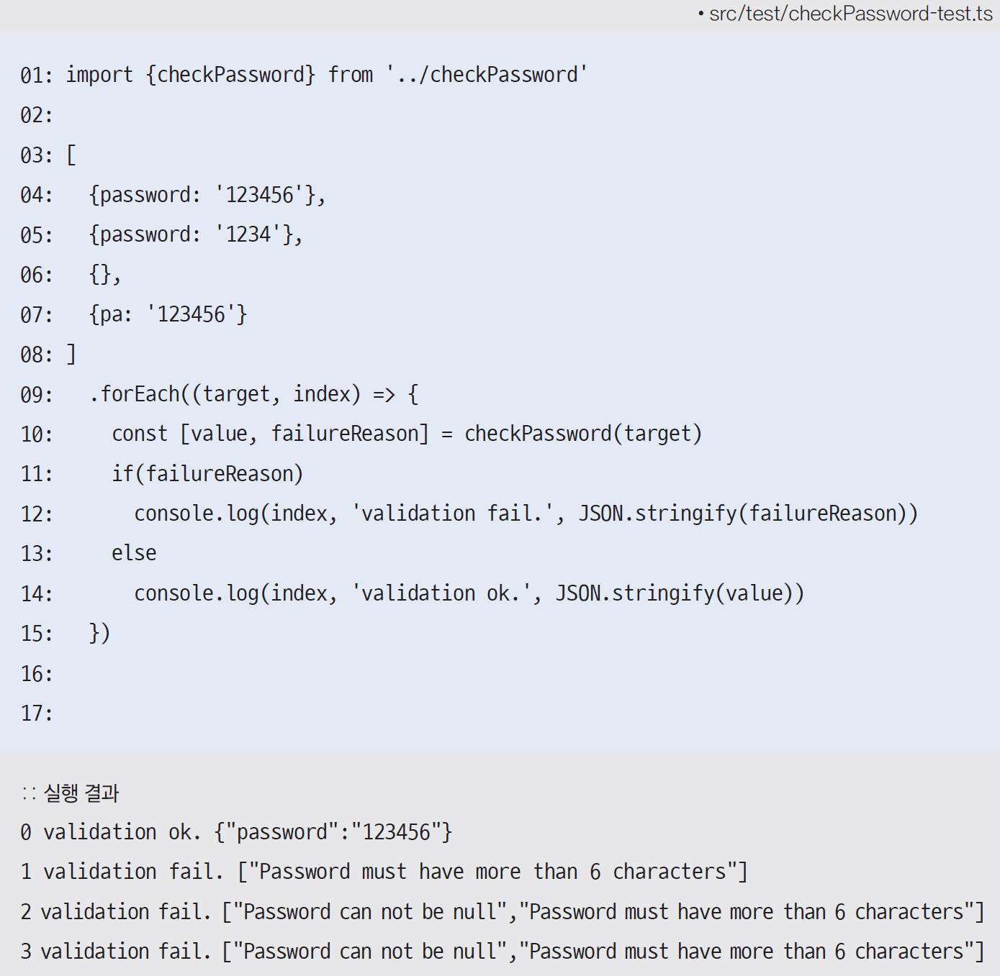 • src/test/checkPassword-test.ts
01: import {checkPassword} from '../checkPassword'
02:
03: [
04:   {password: '123456'},
05:   {password: '1234'},
06:   {},
07:   {pa: '123456'}
08: ]
09:   .forEach((target, index) => {
10:     const [value, failureReason] = checkPassword(target)
11:     if(failureReason)
12:       console.log(index, 'validation fail.', JSON.stringify(failureReason))
13:     else
14:       console.log(index, 'validation ok.', JSON.stringify(value))
15:   })
16:
17:
:: 실행 결과
0 validation ok. {"password":"123456"}
1 validation fail. ["Password must have more than 6 characters"]
2 validation fail. ["Password can not be null","Password must have more than 6 characters"]
3 validation fail. ["Password can not be null","Password must have more than 6 characters"]